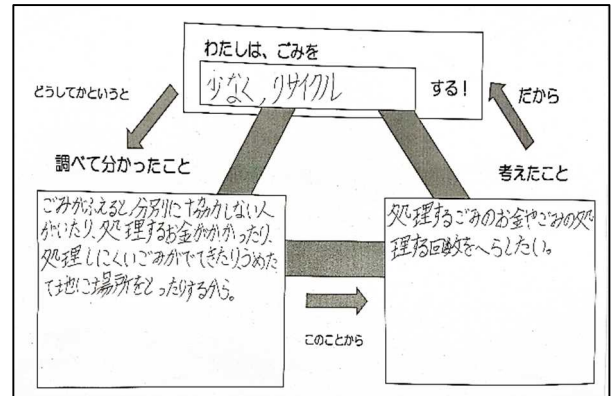 わたしは、ごみを
少なく,リサイクル
する!
どうしてかというと
だから
調べて分かったこと
考えたこと
ごみがふえると、分別に協力しない人
がいたり、処理するお金がかかったり、
処理しにくいごみがでてきたり、うめた
て地に場所をとったりするから。
処理するごみのお金やごみの処
理する回数をへらしたい。
このことから